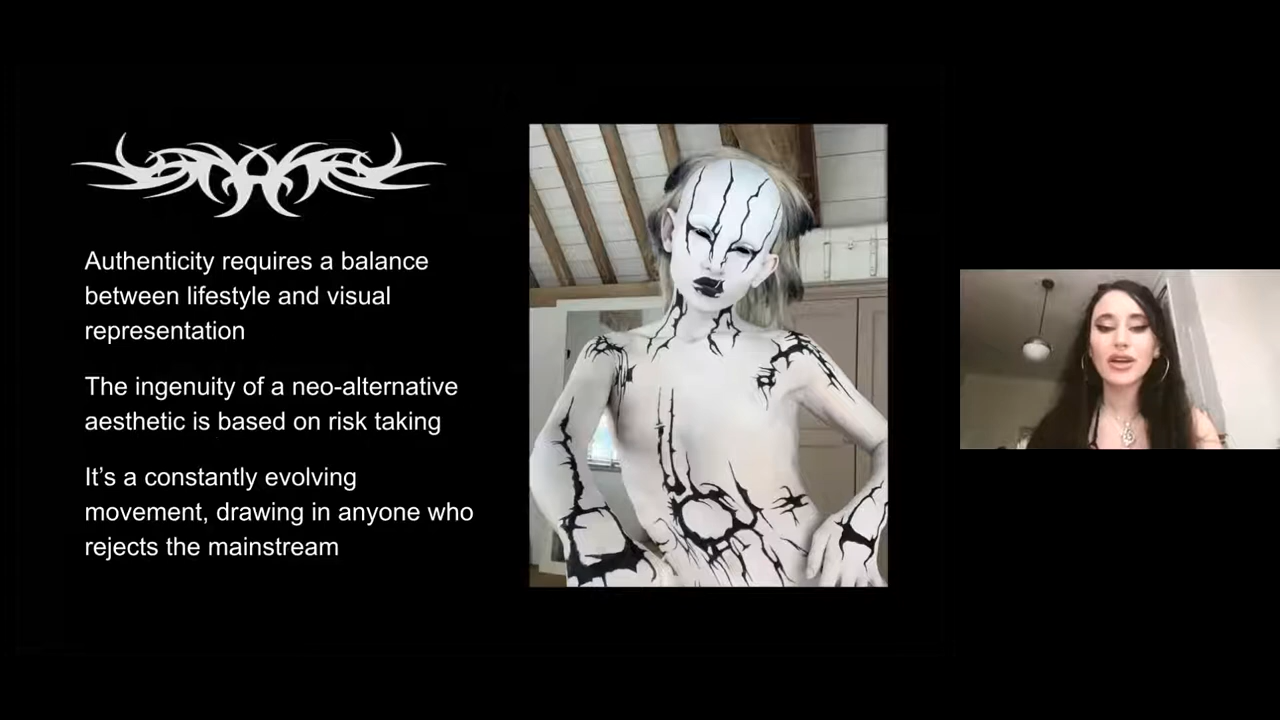 Authenticity requires a balance
between lifestyle and visual
representation
The ingenuity of a neo-alternative
aesthetic is based on risk taking
It’s a constantly evolving
movement, drawing in anyone who
rejects the mainstream